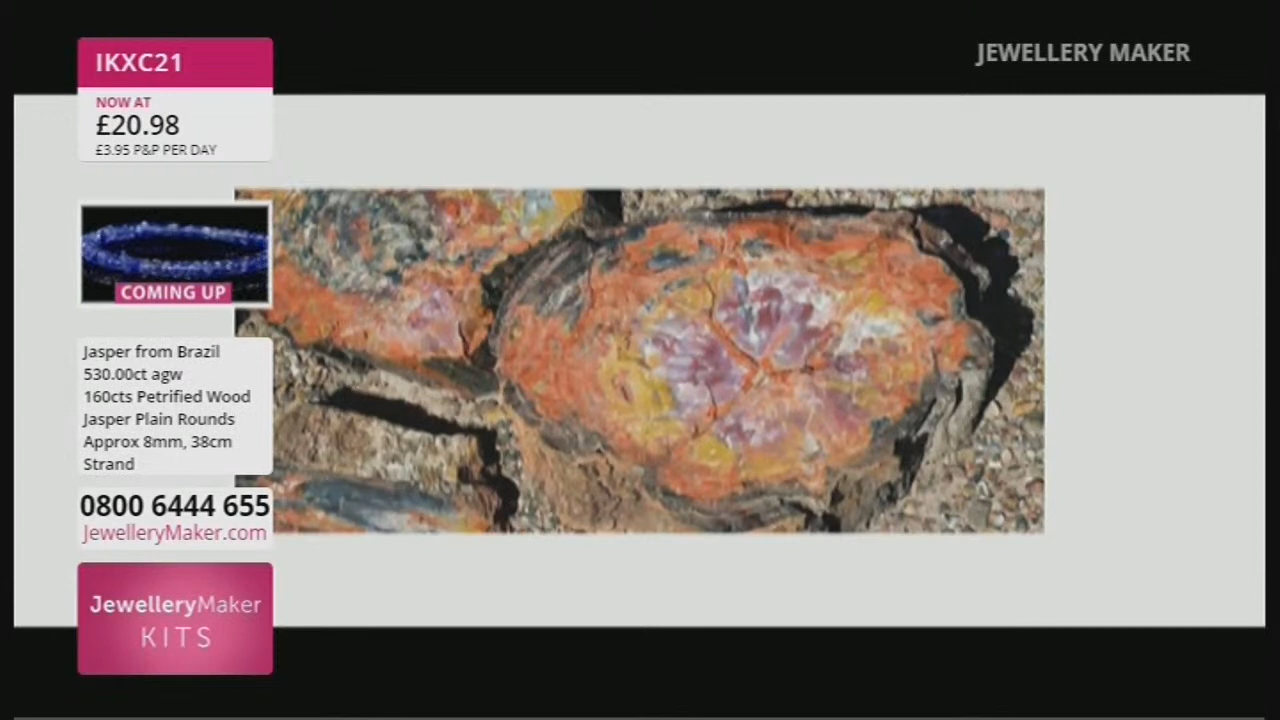 IKXC21
JEWELLERY MAKER
NOW AT
£20.98
£3.95 P&P PER DAY
COMING UP
Jasper from Brazil
530.00ct agw
160cts Petrified Wood
Jasper Plain Rounds
Approx 8mm, 38cm
Strand
0800 6444 655
JewelleryMaker.com
JewelleryMaker
KITS